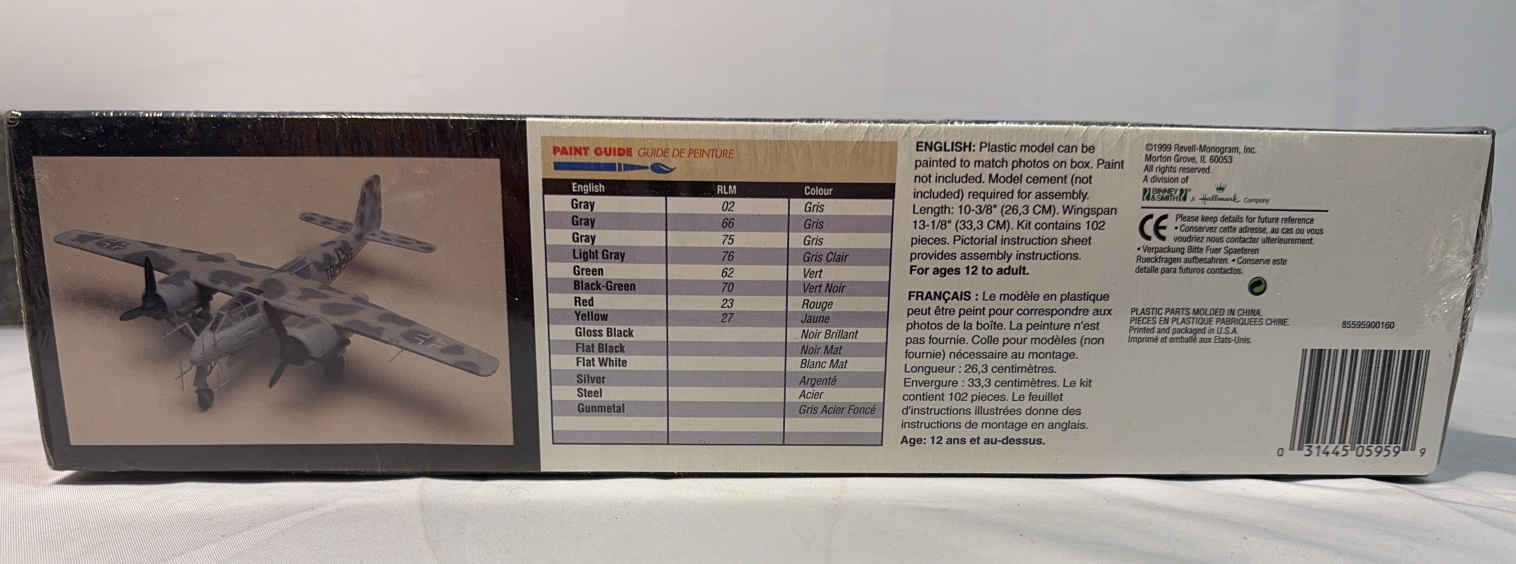 PAINT GUIDE GUIDE DE PEINTURE
English RLM Colour
Gray 02 Gris
Gray 66 Gris
Gray 75 Gris
Light Gray 76 Gris Clair
Green 62 Vert
Black-Green 70 Vert Noir
Red 23 Rouge
Yellow 27 Jaune
Gloss Black Noir Brillant
Flat Black Noir Mat
Flat White Blanc Mat
Silver Argenté
Steel Acier
Gunmetal Gris Acier Foncé
ENGLISH: Plastic model can be
painted to match photos on box. Paint
not included. Model cement (not
included) required for assembly.
Length: 10-3/8" (26,3 CM). Wingspan
13-1/8" (33,3 CM). Kit contains 102
pieces. Pictorial instruction sheet
provides assembly instructions.
For ages 12 to adult.
FRANÇAIS : Le modèle en plastique
peut être peint pour correspondre aux
photos de la boîte. La peinture n'est
pas fournie. Colle pour modèles (non
fournie) nécessaire au montage.
Longueur : 26,3 centimètres.
Envergure : 33,3 centimètres. Le kit
contient 102 pieces. Le feuillet
d'instructions illustrées donne des
instructions de montage en anglais.
Age: 12 ans et au-dessus.
©1999 Revell-Monogram, Inc.
Morton Grove, IL 60053
All rights reserved.
A division of
BINNEY & SMITH a Hallmark Company
CE
Please keep details for future reference
• Conservez cette adresse, au cas ou vous
voudriez nous contacter ulterieurement.
• Verpackung Bitte Fuer Spaeteren
Rueckfragen aufbesahren. • Conserve este
detalle para futuros contactos.
PLASTIC PARTS MOLDED IN CHINA.
PIECES EN PLASTIQUE FABRIQUEES CHINE.
Printed and packaged in U.S.A.
Imprimé et emballé aux Etats-Unis.
85595900160
0 31445 05959 9